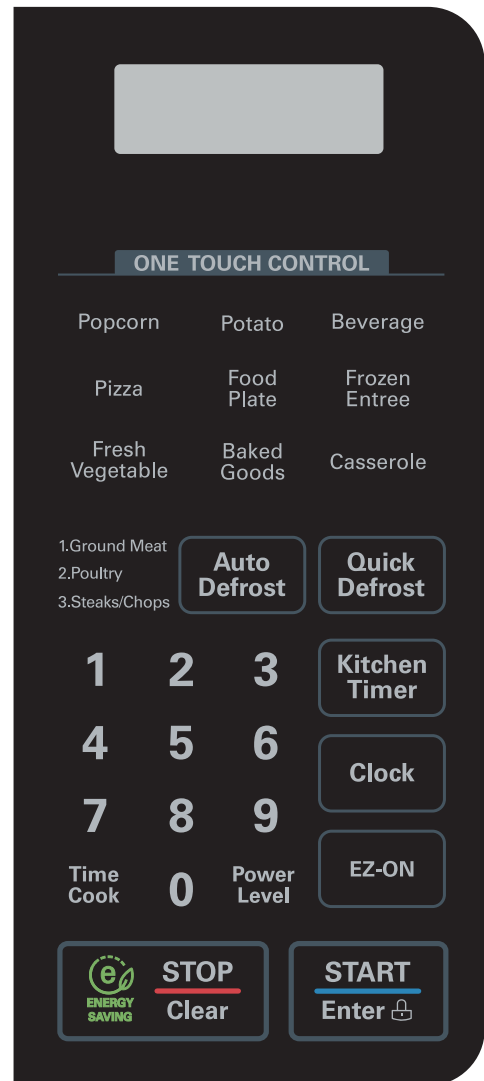 ONE TOUCH CONTROL
Popcorn
Potato
Beverage
Pizza
Food
Plate
Frozen
Entree
Fresh
Vegetable
Baked
Goods
Casserole
1.Ground Meat
2.Poultry
3.Steaks/Chops
Auto
Defrost
Quick
Defrost
1 2 3
Kitchen
Timer
4 5 6
Clock
7 8 9
Time
Cook
0
Power
Level
EZ-ON
e
ENERGY
SAVING
STOP
Clear
START
Enter